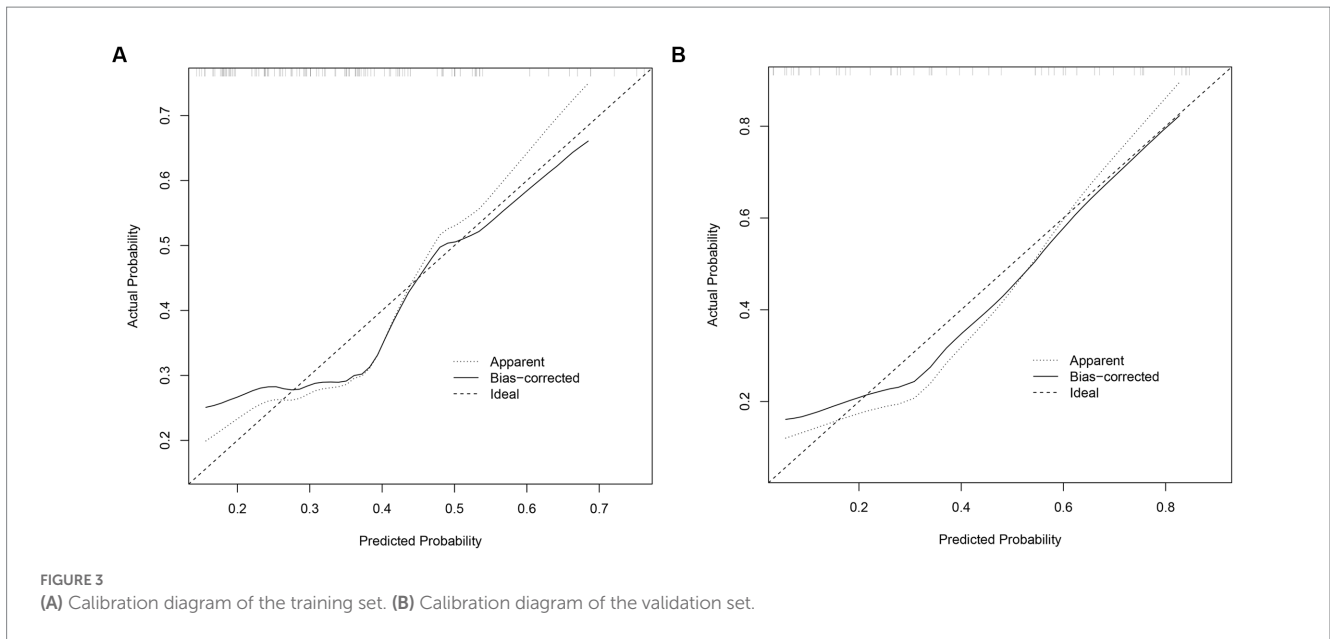 A
B
0.7
0.6
0.5
0.4
0.3
0.2
Actual Probability
Apparent
Bias-corrected
Ideal
0.2 0.3 0.4 0.5 0.6 0.7
Predicted Probability
0.8
0.6
0.4
0.2
Actual Probability
Apparent
Bias-corrected
Ideal
0.2 0.4 0.6 0.8
Predicted Probability
FIGURE 3
(A) Calibration diagram of the training set. (B) Calibration diagram of the validation set.